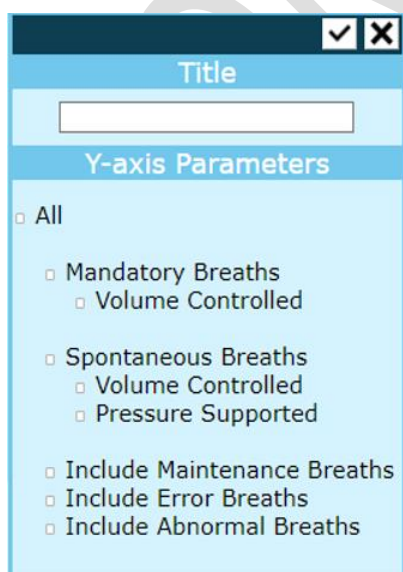 Title
Y-axis Parameters
All
Mandatory Breaths
Volume Controlled
Spontaneous Breaths
Volume Controlled
Pressure Supported
Include Maintenance Breaths
Include Error Breaths
Include Abnormal Breaths